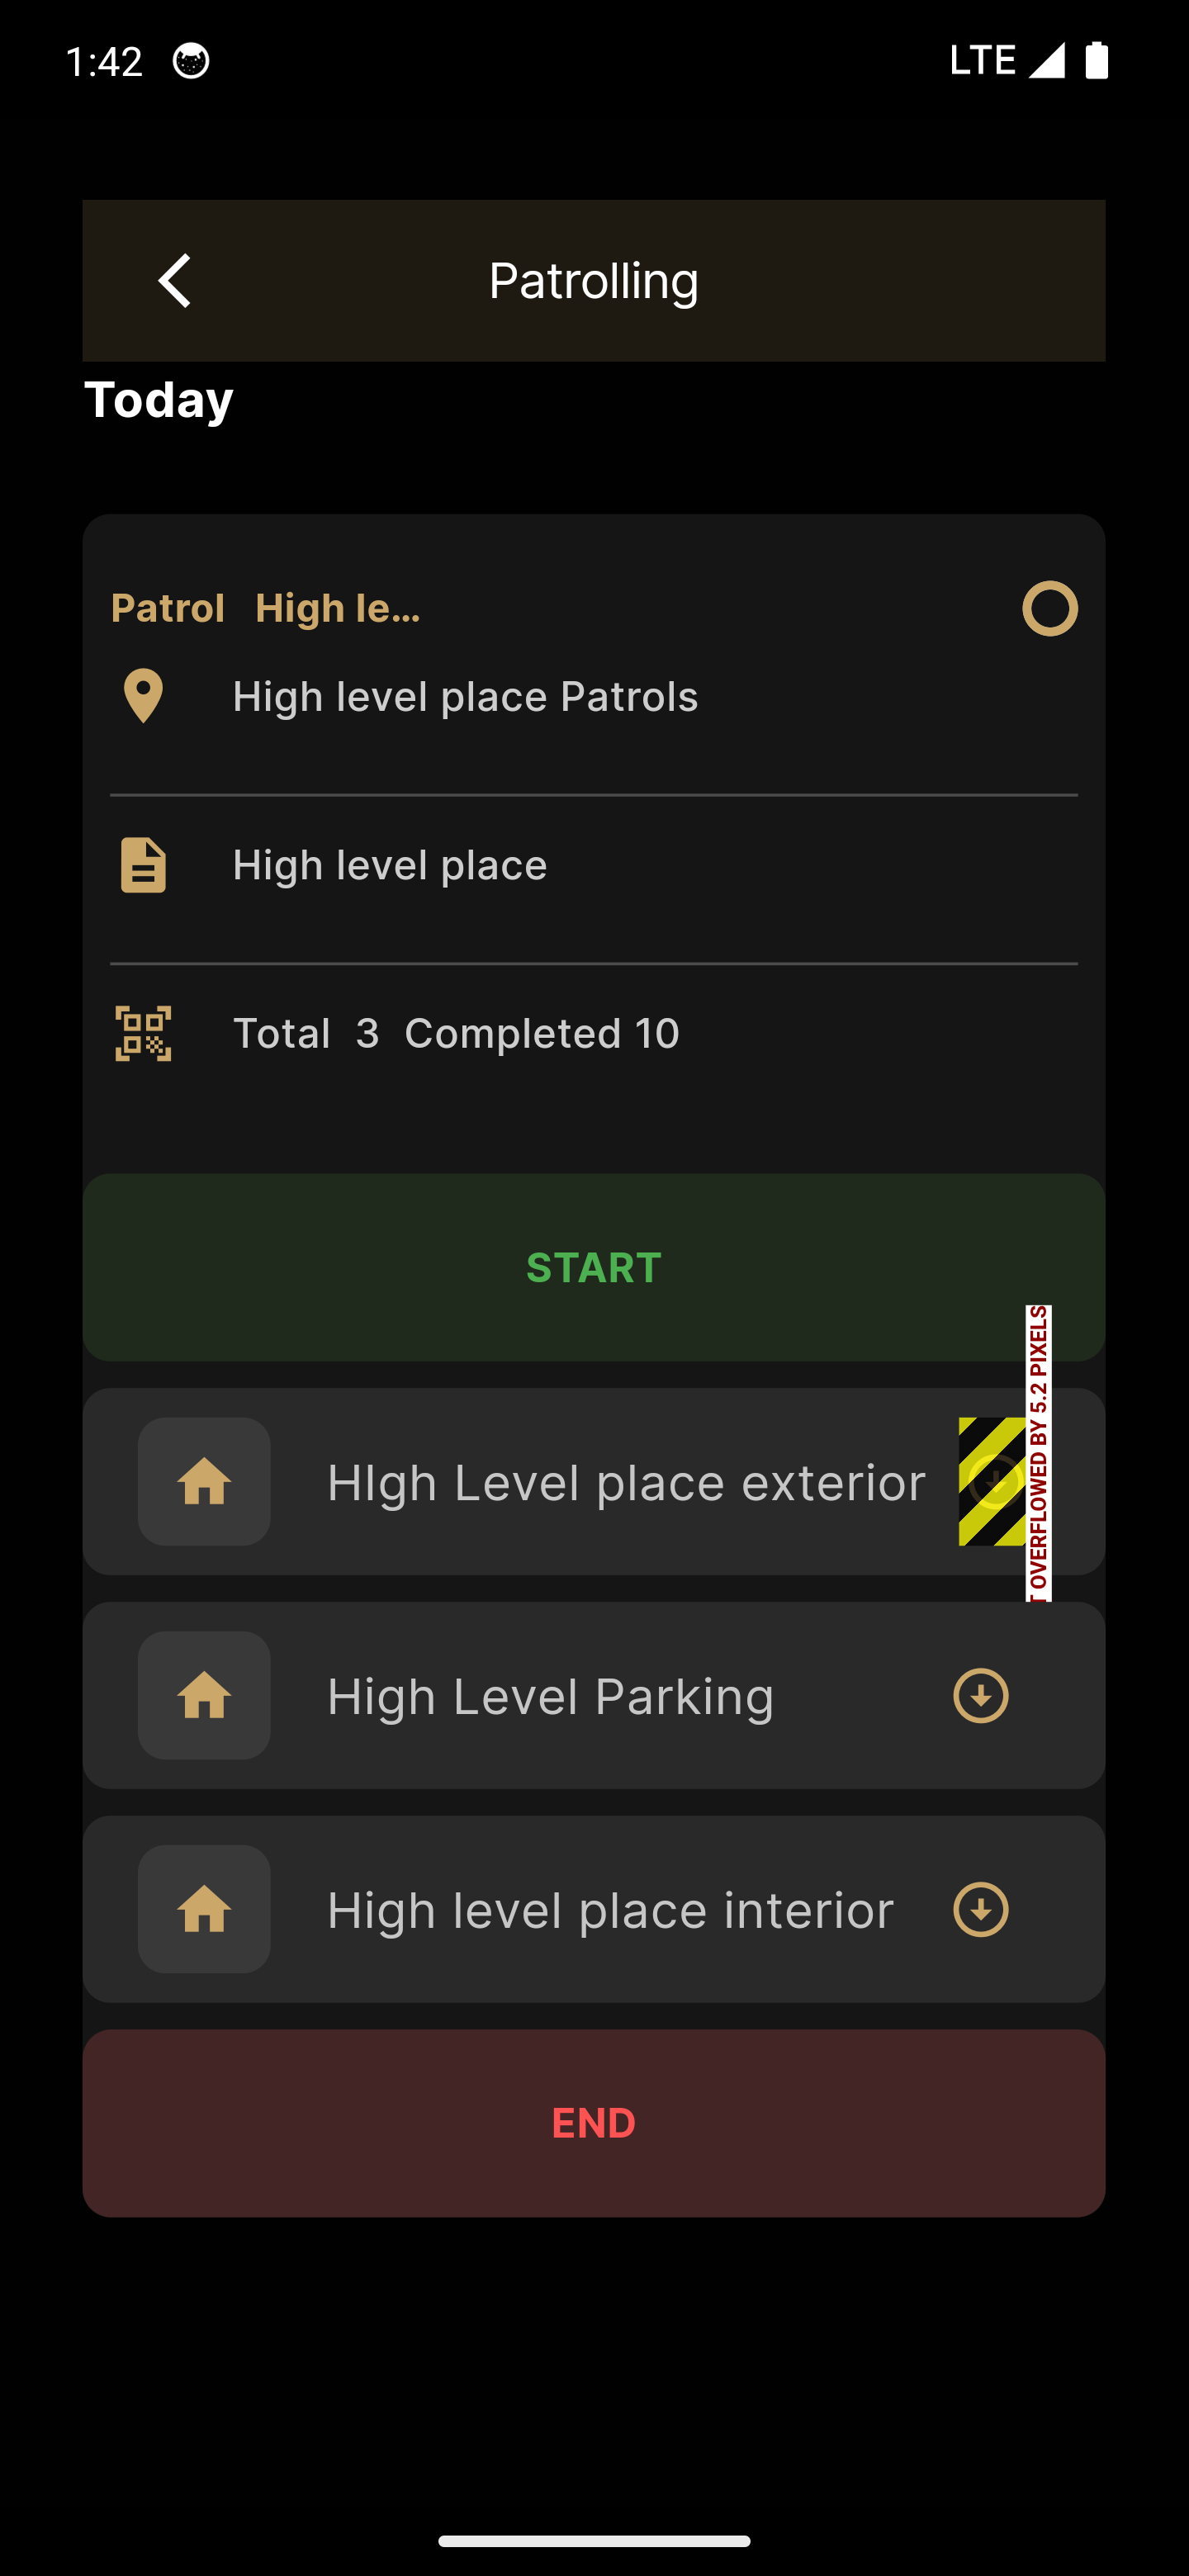 1:42 LTE
Patrolling
Today
Patrol High le...
High level place Patrols
High level place
Total 3 Completed 10
START
OVERFLOWED BY 5.2 PIXELS
HIgh Level place exterior
High Level Parking
High level place interior
END